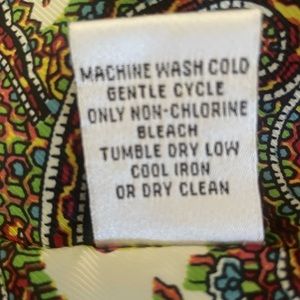 MACHINE WASH COLD
GENTLE CYCLE
ONLY NON-CHLORINE
BLEACH
TUMBLE DRY LOW
COOL IRON
OR DRY CLEAN